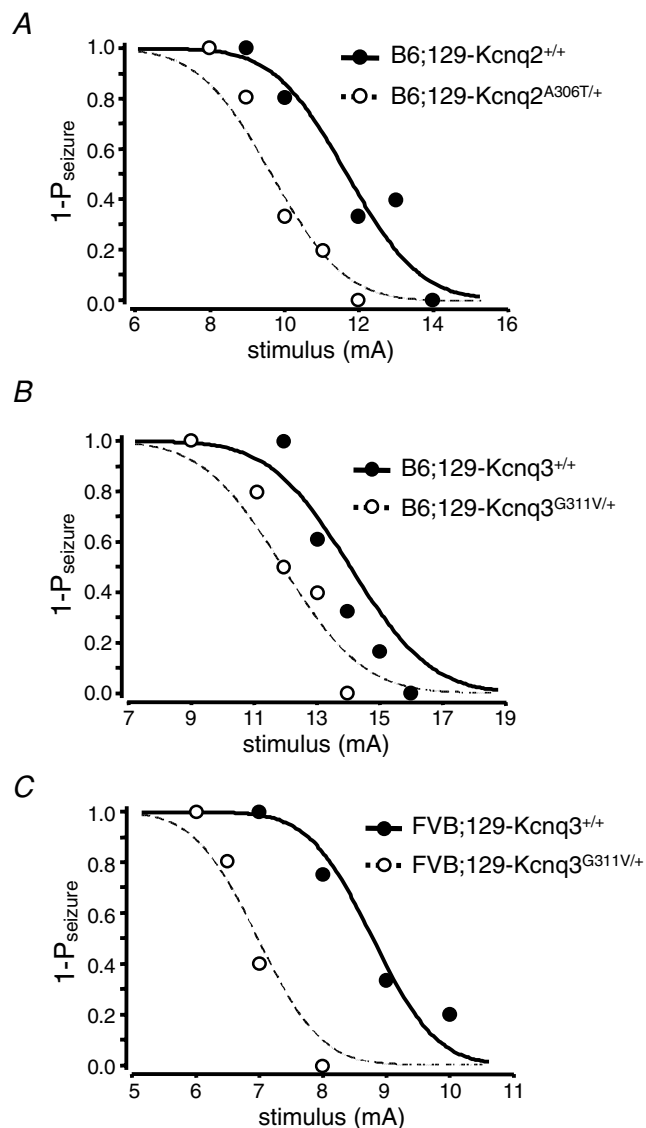 A
1.0
0.8
0.6
0.4
0.2
0.0
1-Pseizure
B6;129-Kcnq2+/+
B6;129-Kcnq2A306T/+
6 8 10 12 14 16
stimulus (mA)
B
1.0
0.8
0.6
0.4
0.2
0.0
1-Pseizure
B6;129-Kcnq3+/+
B6;129-Kcnq3G311V/+
7 9 11 13 15 17 19
stimulus (mA)
C
1.0
0.8
0.6
0.4
0.2
0.0
1-Pseizure
FVB;129-Kcnq3+/+
FVB;129-Kcnq3G311V/+
5 6 7 8 9 10 11
stimulus (mA)